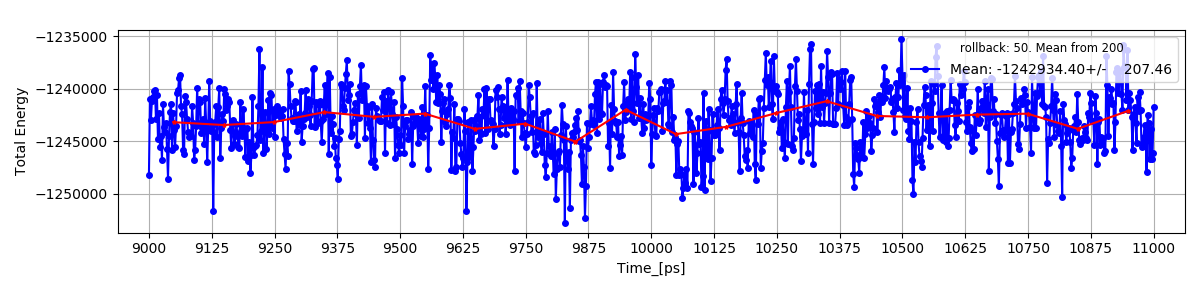 rollback: 50. Mean from 200
Mean: -1242934.40+/-    207.46
Total Energy
−1235000
−1240000
−1245000
−1250000
9000 9125 9250 9375 9500 9625 9750 9875 10000 10125 10250 10375 10500 10625 10750 10875 11000
Time_[ps]